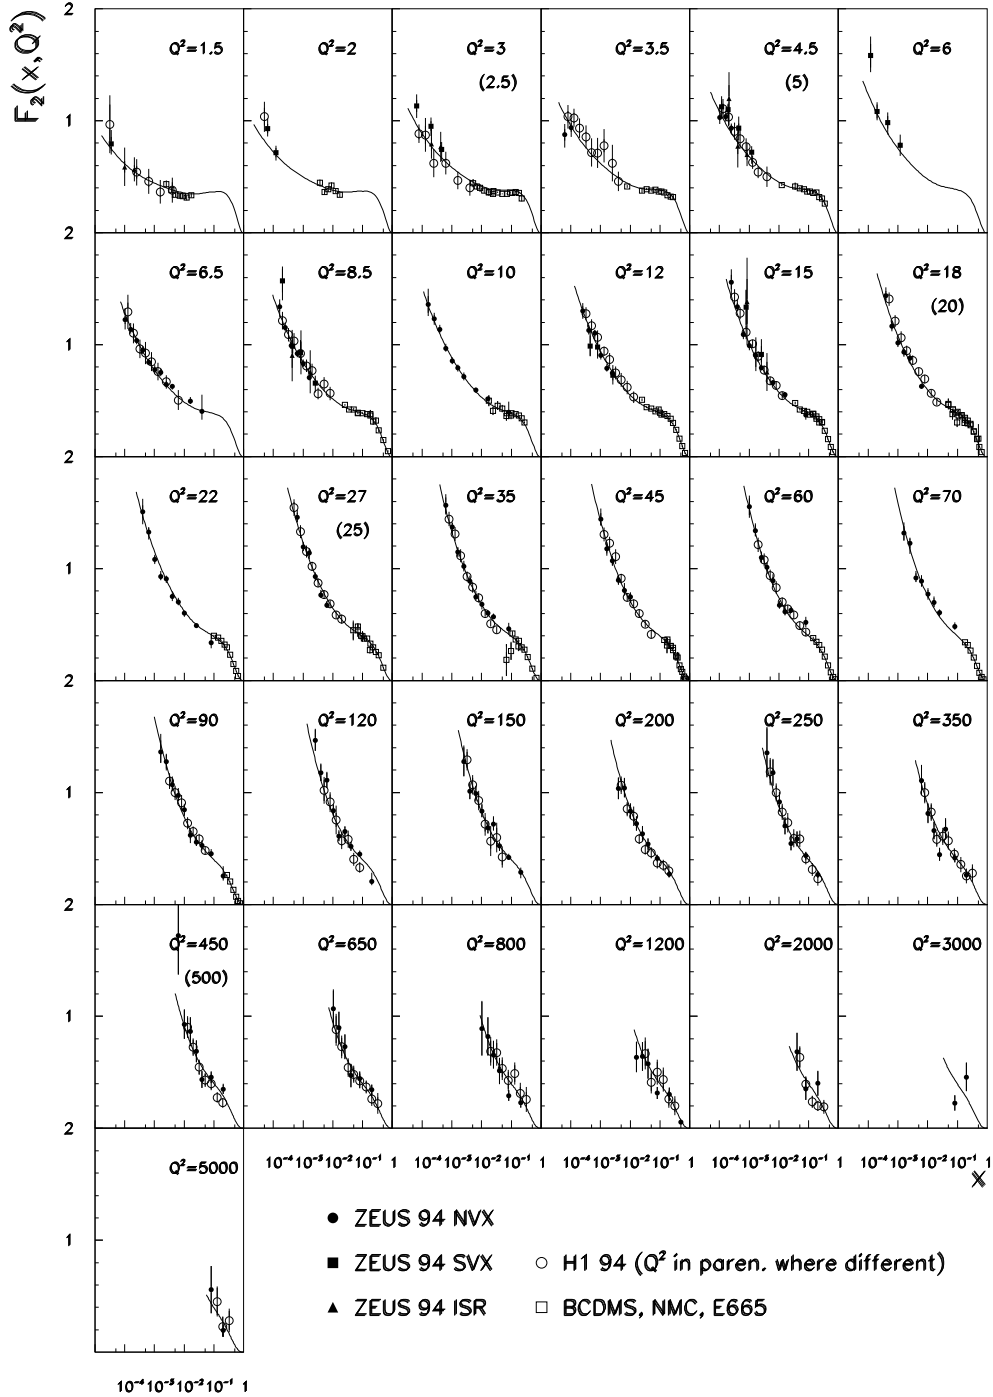 F₂(x,Q²)
2
Q²=1.5 Q²=2 Q²=3 Q²=3.5 Q²=4.5 Q²=6
(2.5) (5)
1
2
Q²=6.5 Q²=8.5 Q²=10 Q²=12 Q²=15 Q²=18
(20)
1
2
Q²=22 Q²=27 Q²=35 Q²=45 Q²=60 Q²=70
(25)
1
2
Q²=90 Q²=120 Q²=150 Q²=200 Q²=250 Q²=350
1
2
Q²=450 Q²=650 Q²=800 Q²=1200 Q²=2000 Q²=3000
(500)
1
2
10⁻⁴ 10⁻³ 10⁻² 10⁻¹ 1 10⁻⁴ 10⁻³ 10⁻² 10⁻¹ 1 10⁻⁴ 10⁻³ 10⁻² 10⁻¹ 1 10⁻⁴ 10⁻³ 10⁻² 10⁻¹ 1 10⁻⁴ 10⁻³ 10⁻² 10⁻¹ 1
Q²=5000
x
ZEUS 94 NVX
1
ZEUS 94 SVX
H1 94 (Q² in paren. where different)
ZEUS 94 ISR
BCDMS, NMC, E665
10⁻⁴ 10⁻³ 10⁻² 10⁻¹ 1